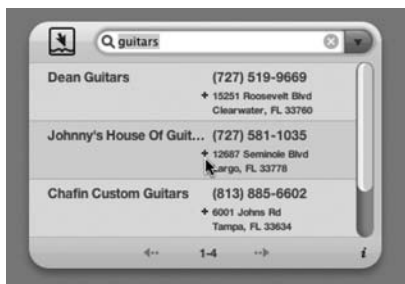 guitars
Dean Guitars (727) 519-9669
+ 15251 Roosevelt Blvd
Clearwater, FL 33760
Johnny's House Of Guit... (727) 581-1035
+ 12687 Seminole Blvd
Largo, FL 33778
Chafin Custom Guitars (813) 885-6602
+ 6001 Johns Rd
Tampa, FL 33634
1-4
i